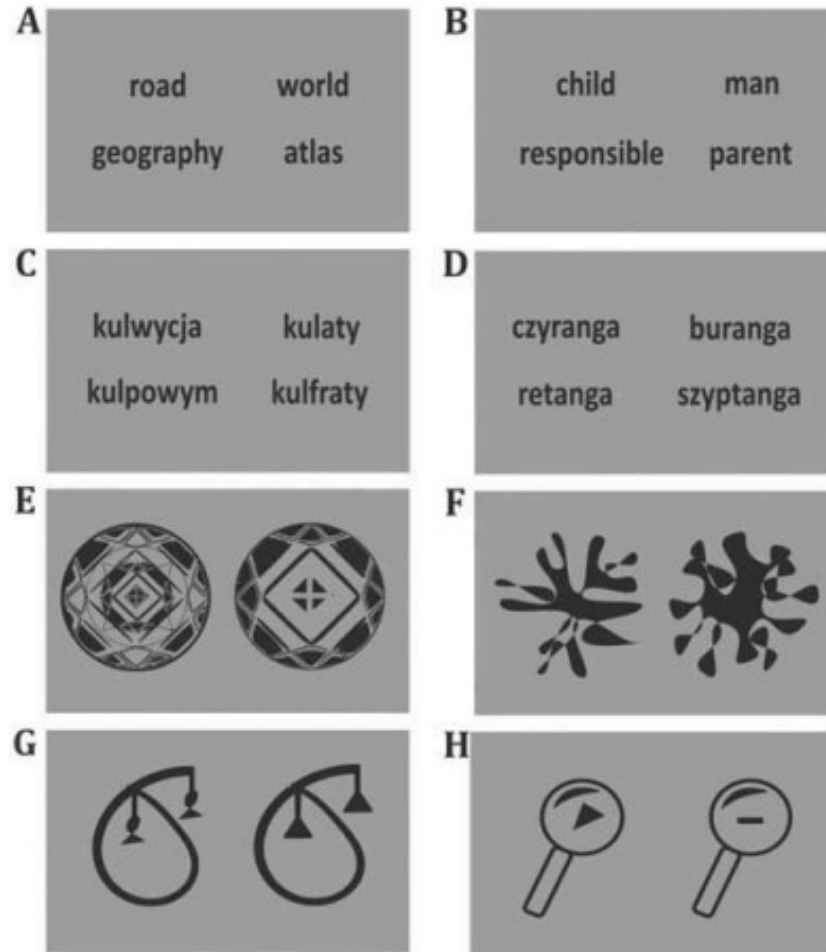 A
road world
geography atlas
B
child man
responsible parent
C
kulwycja kulaty
kulpowym kulfraty
D
czyranga buranga
retanga szyptanga
E
F
G
H